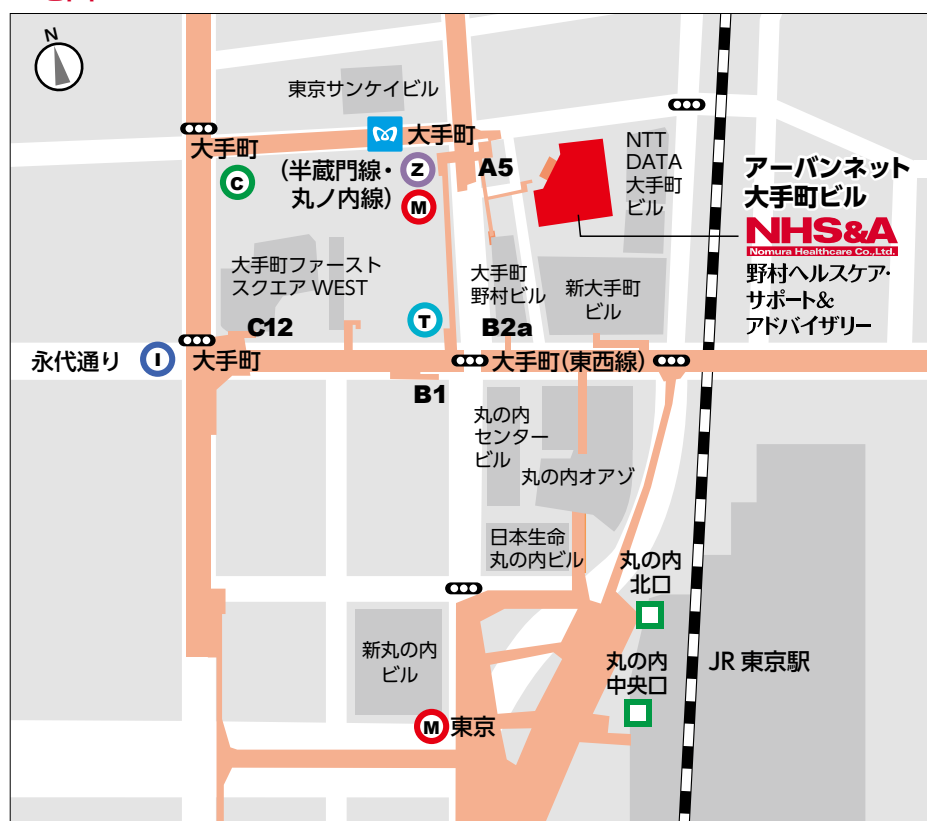 N
東京サンケイビル
大手町
大手町
C
(半蔵門線・
丸ノ内線)
Z
M
A5
NTT
DATA
大手町
ビル
アーバンネット
大手町ビル
NHS&A
Nomura Healthcare Co.,Ltd.
野村ヘルスケア・
サポート&
アドバイザリー
大手町ファースト
スクエア WEST
大手町
野村ビル
新大手町
ビル
T
C12
B2a
永代通り
I
大手町
大手町(東西線)
B1
丸の内
センター
ビル
丸の内オアゾ
日本生命
丸の内ビル
丸の内
北口
新丸の内
ビル
丸の内
中央口
JR 東京駅
M
東京